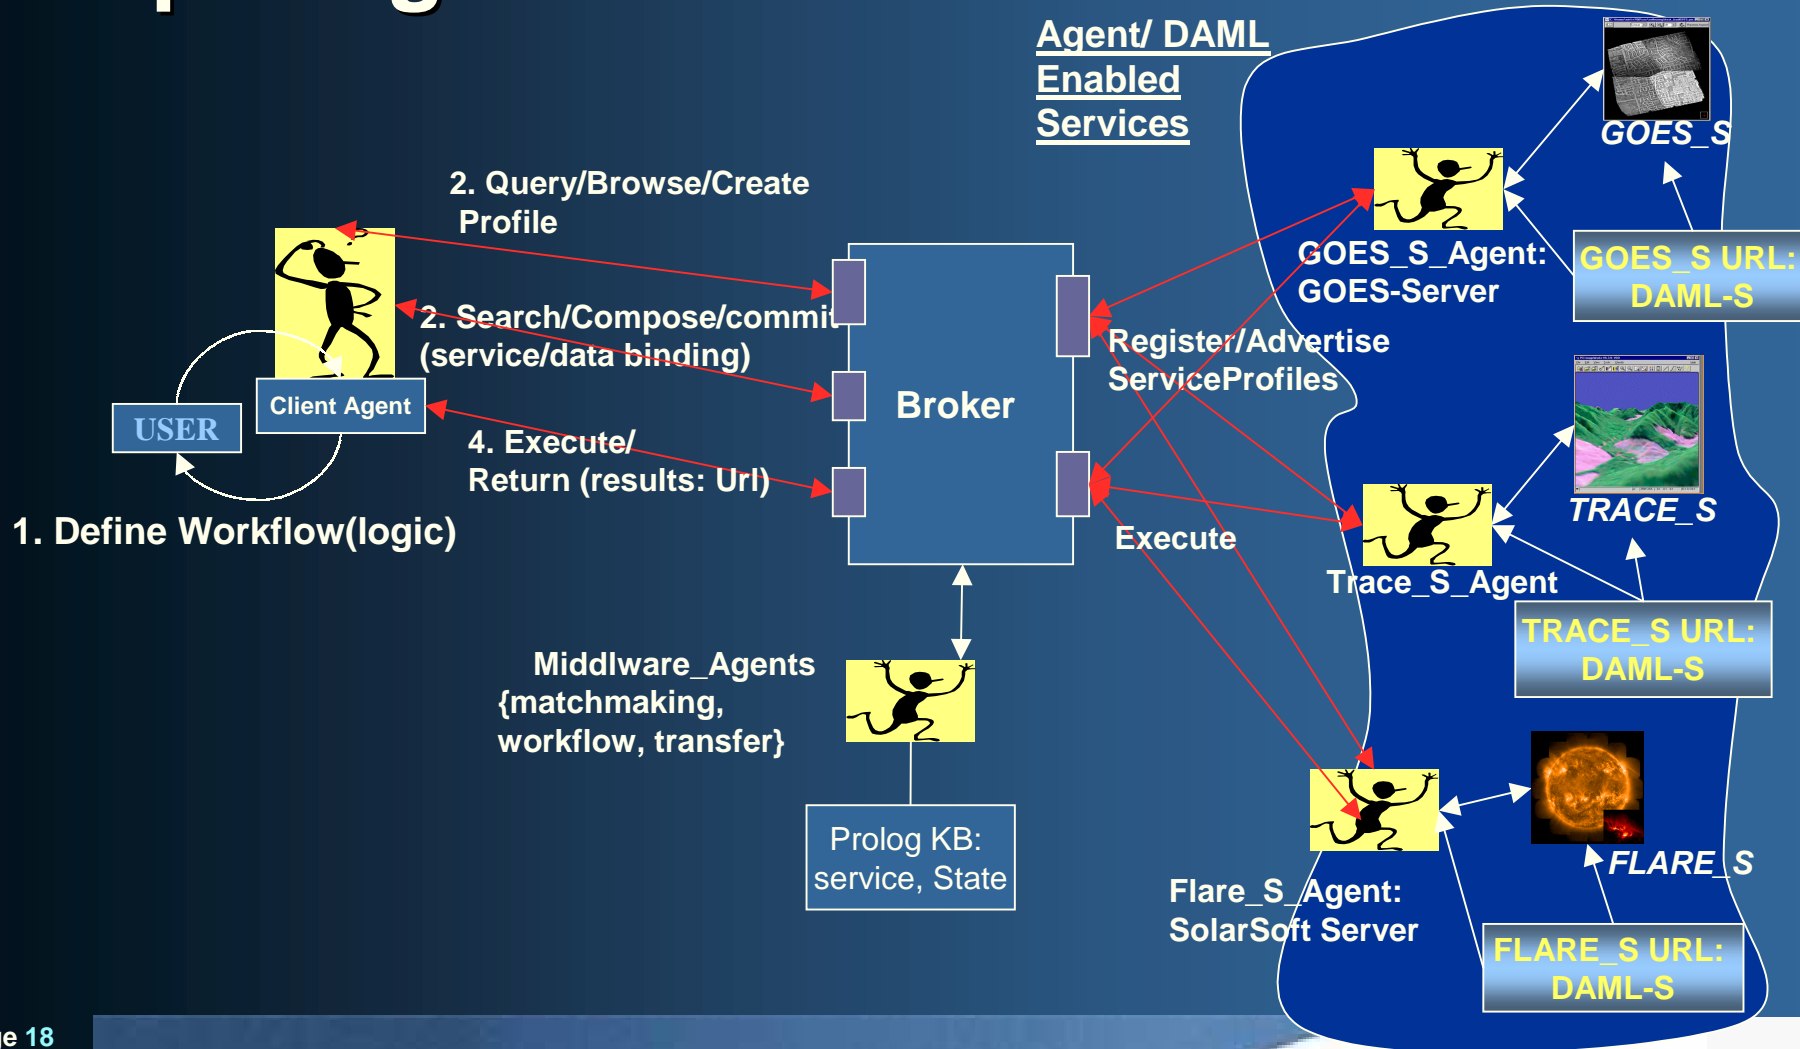 Agent/ DAML
Enabled
Services
GOES_S
2. Query/Browse/Create
Profile
GOES_S_Agent:
GOES-Server
GOES_S URL:
DAML-S
2. Search/Compose/commit
(service/data binding)
Register/Advertise
ServiceProfiles
Client Agent
USER
Broker
4. Execute/
Return (results: Url)
1. Define Workflow(logic)
TRACE_S
Execute
Trace_S_Agent
TRACE_S URL:
DAML-S
Middlware_Agents
{matchmaking,
workflow, transfer}
Prolog KB:
service, State
FLARE_S
Flare_S_Agent:
SolarSoft Server
FLARE_S URL:
DAML-S
18